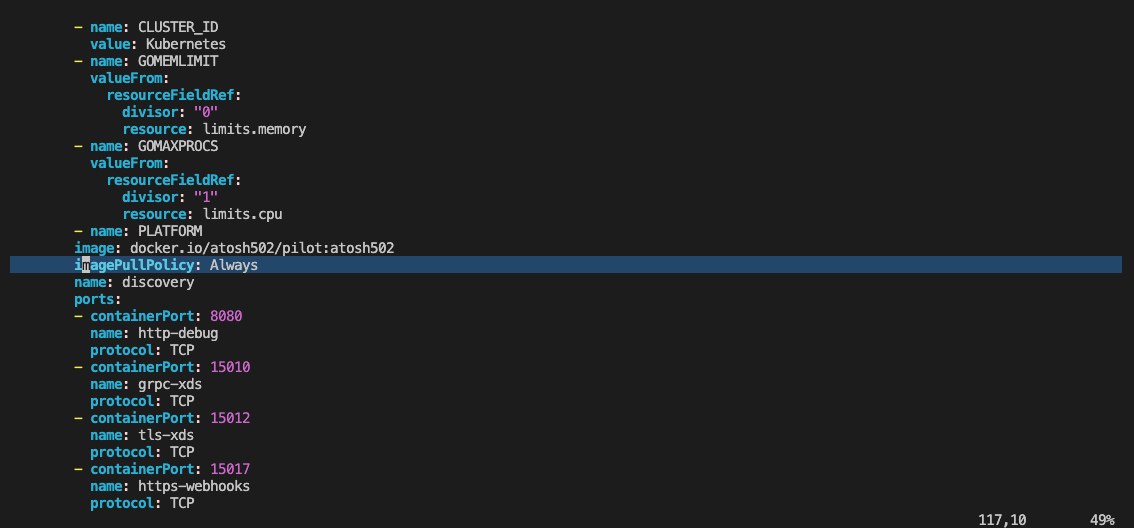 - name: CLUSTER_ID
  value: Kubernetes
- name: GOMEMLIMIT
  valueFrom:
    resourceFieldRef:
      divisor: "0"
      resource: limits.memory
- name: GOMAXPROCS
  valueFrom:
    resourceFieldRef:
      divisor: "1"
      resource: limits.cpu
- name: PLATFORM
image: docker.io/atosh502/pilot:atosh502
imagePullPolicy: Always
name: discovery
ports:
- containerPort: 8080
  name: http-debug
  protocol: TCP
- containerPort: 15010
  name: grpc-xds
  protocol: TCP
- containerPort: 15012
  name: tls-xds
  protocol: TCP
- containerPort: 15017
  name: https-webhooks
  protocol: TCP
117,10 49%